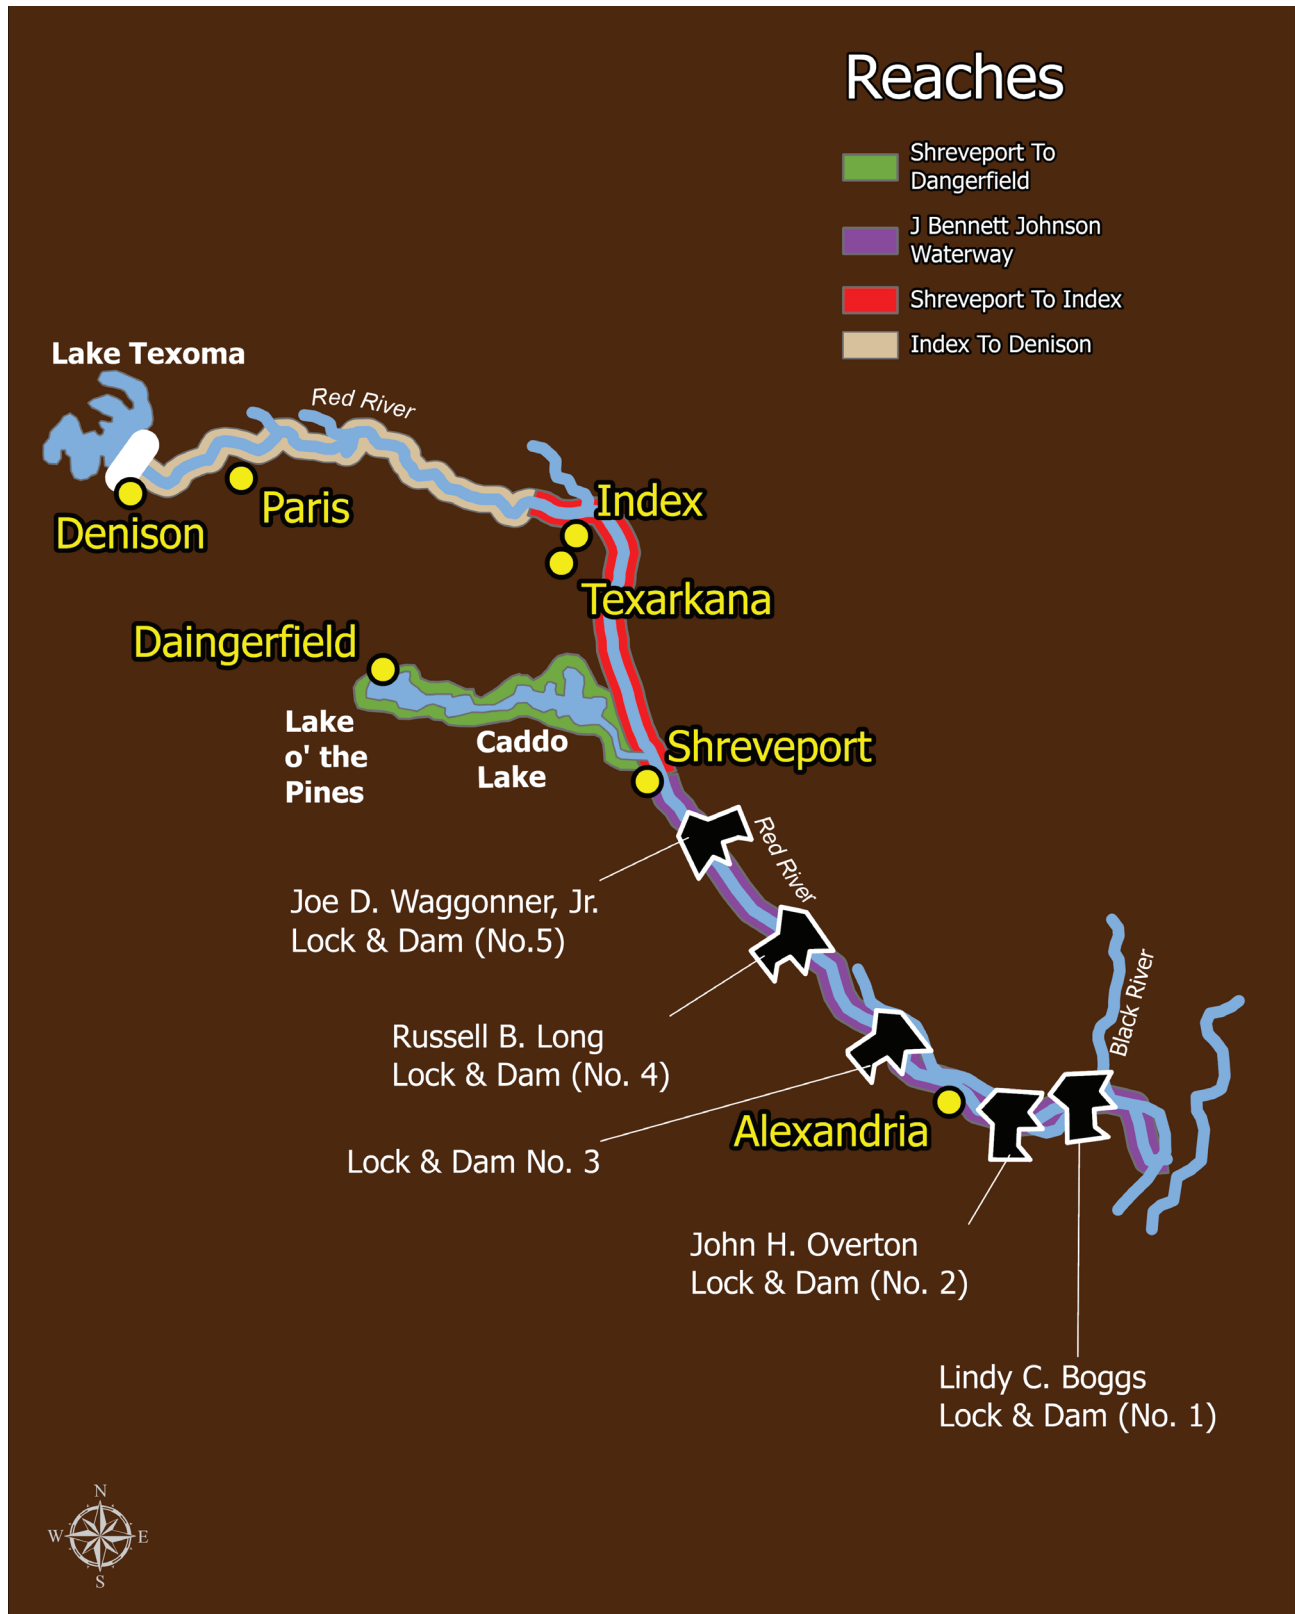 Reaches
Shreveport To
Dangerfield
J Bennett Johnson
Waterway
Shreveport To Index
Index To Denison
Lake Texoma
Red River
Denison
Paris
Index
Texarkana
Daingerfield
Lake
o' the
Pines
Caddo
Lake
Shreveport
Red River
Joe D. Waggonner, Jr.
Lock & Dam (No.5)
Russell B. Long
Lock & Dam (No. 4)
Black River
Alexandria
Lock & Dam No. 3
John H. Overton
Lock & Dam (No. 2)
Lindy C. Boggs
Lock & Dam (No. 1)
N
W
E
S